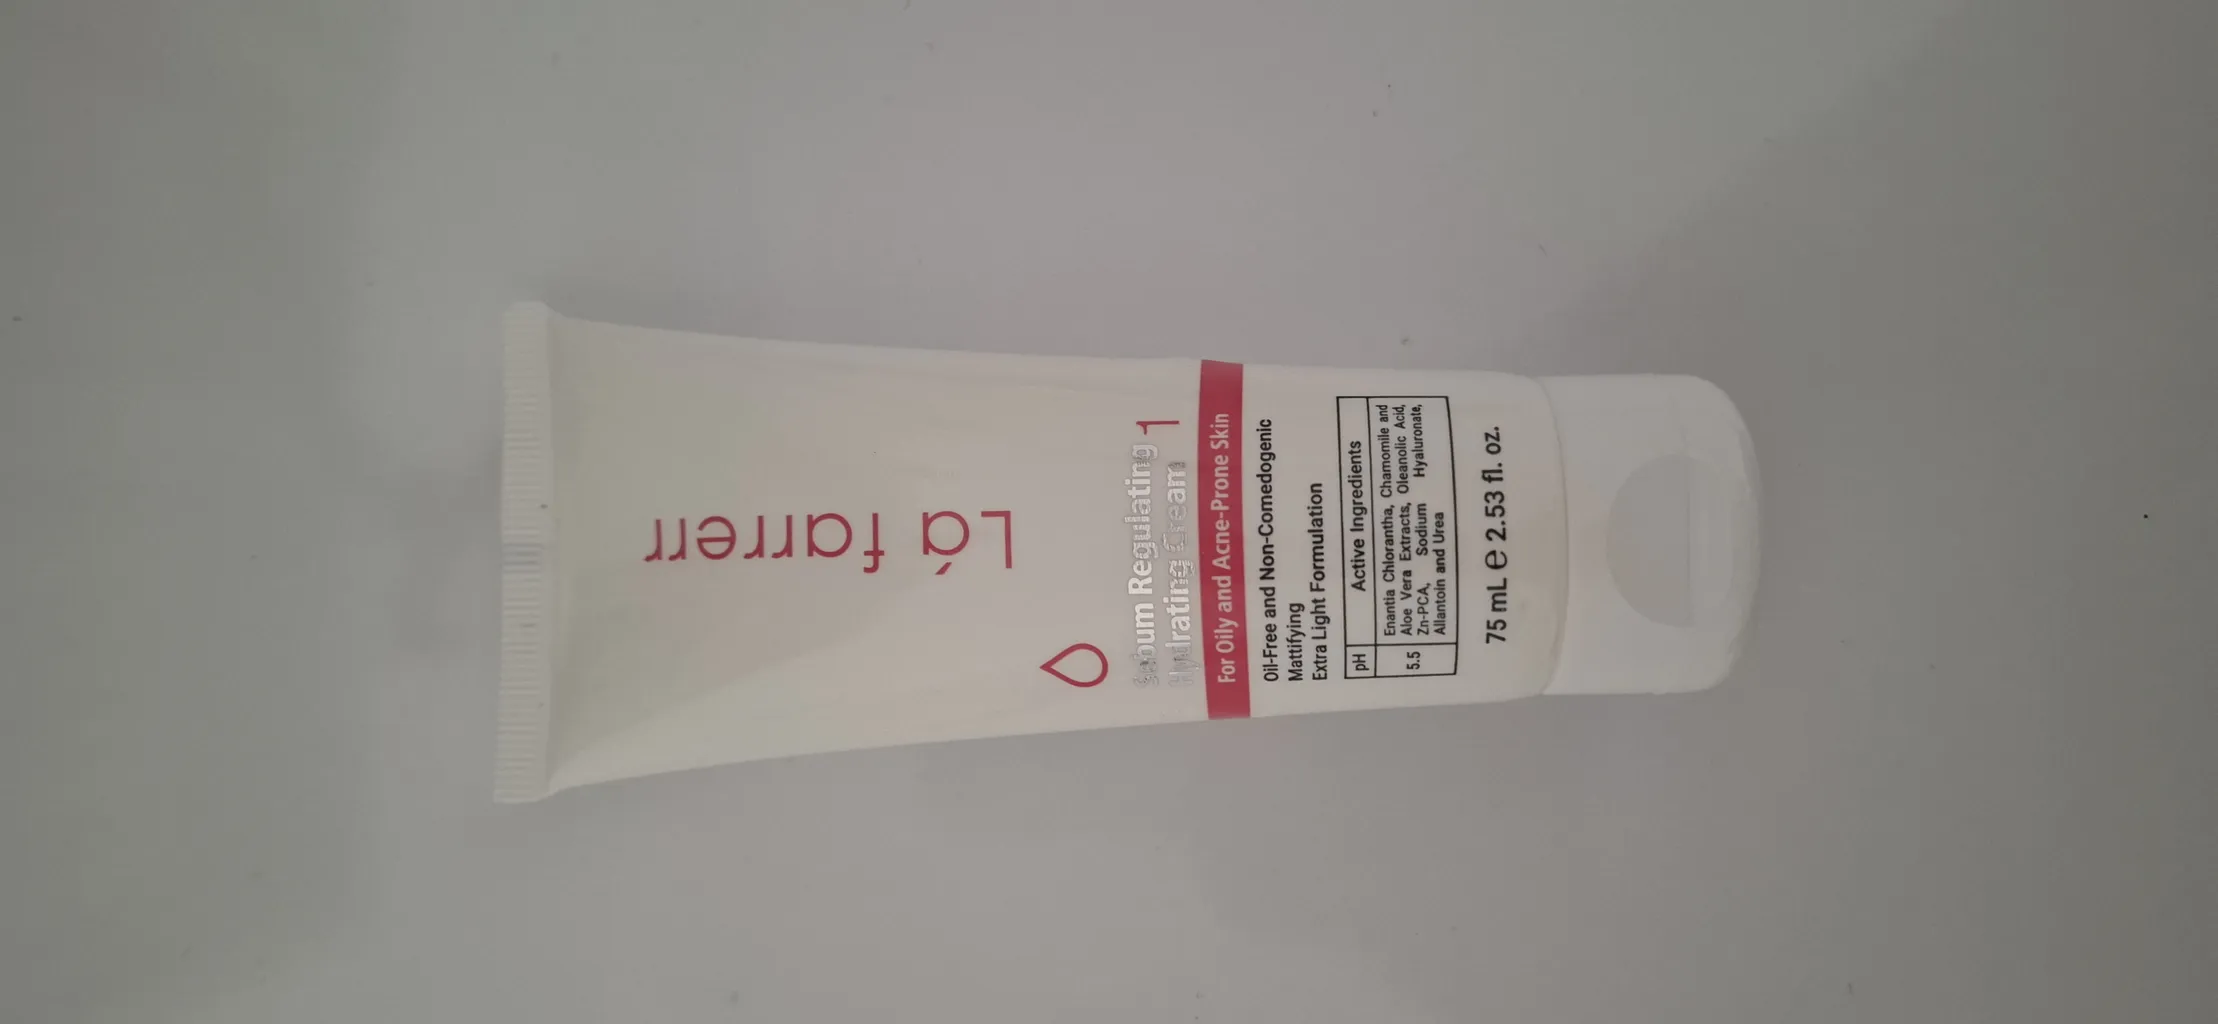 Lá farrerr
Sebum Regulating 1
Hydrating Cream
For Oily and Acne-Prone Skin
Oil-Free and Non-Comedogenic
Mattifying
Extra Light Formulation
pH Active Ingredients
5.5 Enantia Chlorantha, Chamomile and
Aloe Vera Extracts, Oleanolic Acid,
Zn-PCA, Sodium Hyaluronate,
Allantoin and Urea
75 mL e 2.53 fl. oz.